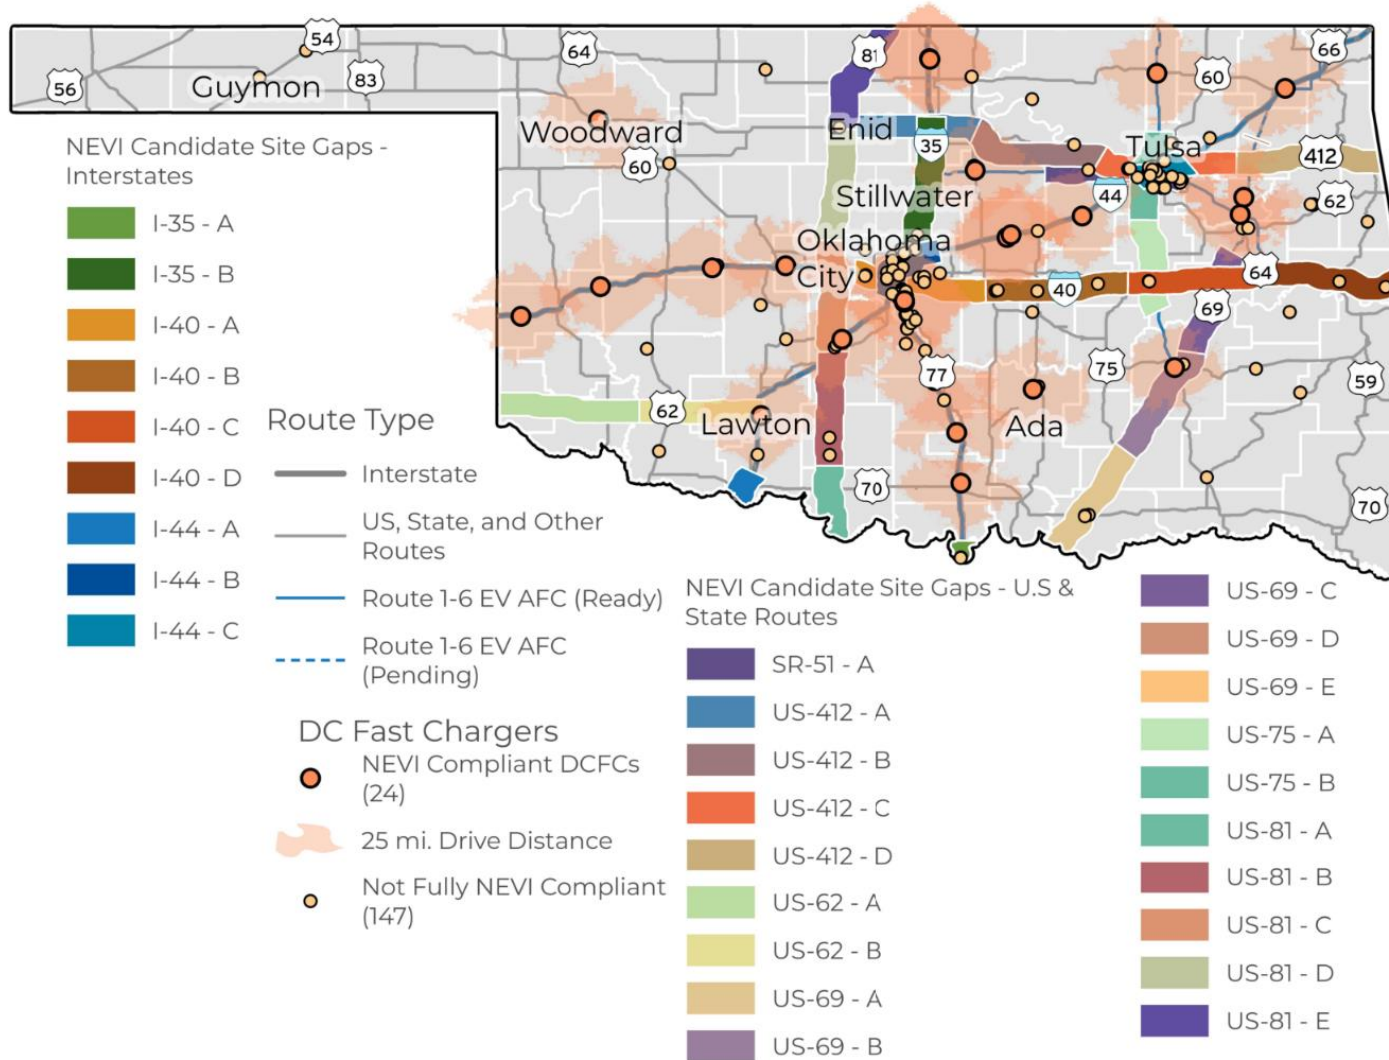 54
64
81
66
56
83
60
Guymon
Woodward
Enid
Tulsa
35
412
60
Stillwater
44
62
Oklahoma
City
40
64
69
77
75
59
62
Lawton
Ada
70
70
NEVI Candidate Site Gaps -
Interstates
I-35 - A
I-35 - B
I-40 - A
I-40 - B
I-40 - C
I-40 - D
I-44 - A
I-44 - B
I-44 - C
Route Type
Interstate
US, State, and Other
Routes
Route 1-6 EV AFC (Ready)
Route 1-6 EV AFC
(Pending)
DC Fast Chargers
NEVI Compliant DCFCs
(24)
25 mi. Drive Distance
Not Fully NEVI Compliant
(147)
NEVI Candidate Site Gaps - U.S &
State Routes
SR-51 - A
US-412 - A
US-412 - B
US-412 - C
US-412 - D
US-62 - A
US-62 - B
US-69 - A
US-69 - B
US-69 - C
US-69 - D
US-69 - E
US-75 - A
US-75 - B
US-81 - A
US-81 - B
US-81 - C
US-81 - D
US-81 - E